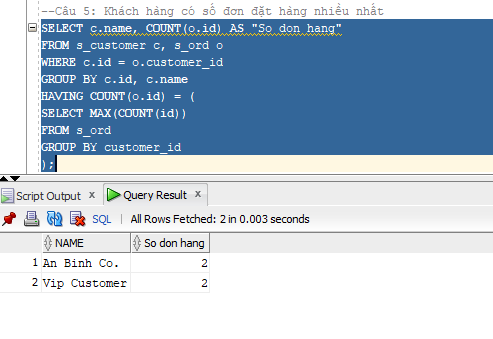 --Câu 5: Khách hàng có số đơn đặt hàng nhiều nhất
SELECT c.name, COUNT(o.id) AS "So don hang"
FROM s_customer c, s_ord o
WHERE c.id = o.customer_id
GROUP BY c.id, c.name
HAVING COUNT(o.id) = (
SELECT MAX(COUNT(id))
FROM s_ord
GROUP BY customer_id
);
Script Output x Query Result x
SQL | All Rows Fetched: 2 in 0.003 seconds
NAME So don hang
1 An Binh Co. 2
2 Vip Customer 2